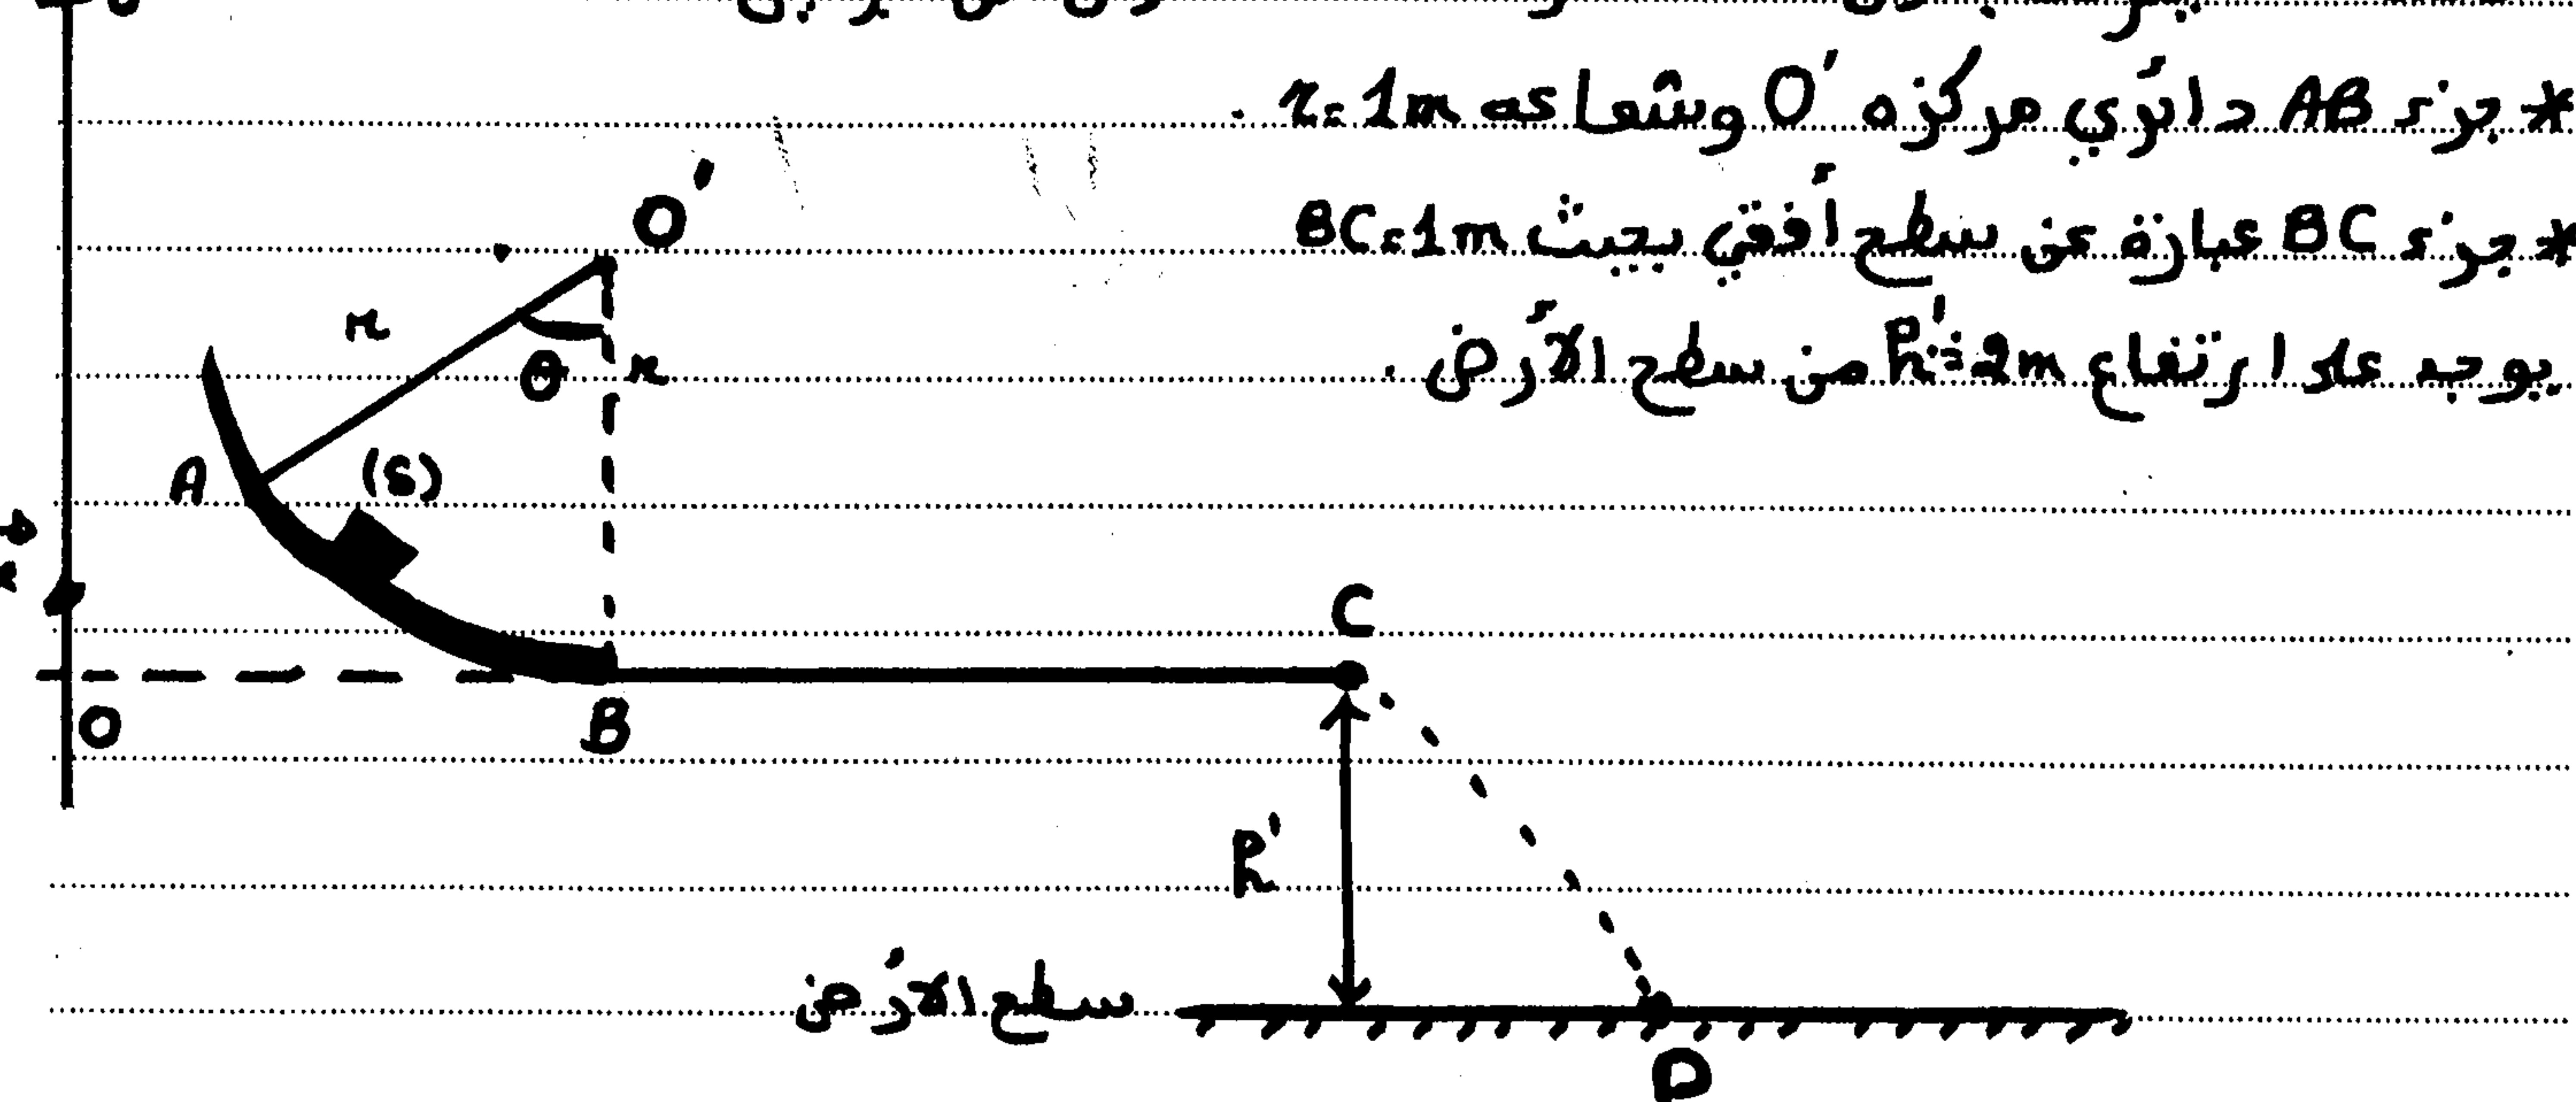 * جزء AB دائري مركزه O' وشعاعه r=1m .
* جزء BC عبارة عن سطح أفقي بحيث BC=1m
يوجد على ارتفاع h'=2m من سطح الأرض .
O'
r
θ
r
A
(S)
C
O
B
h'
سطح الأرض
D